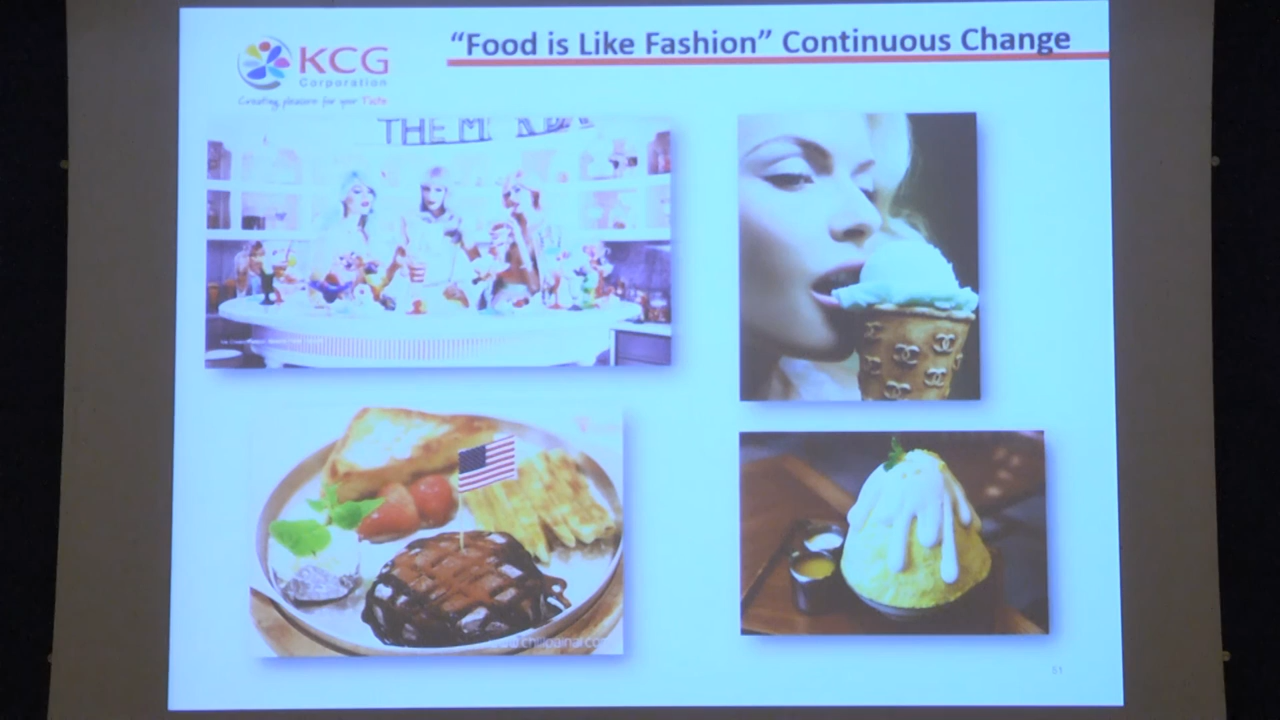 "Food is Like Fashion" Continuous Change
KCG
Corporation
Creating pleasure for your Taste
THE M
51